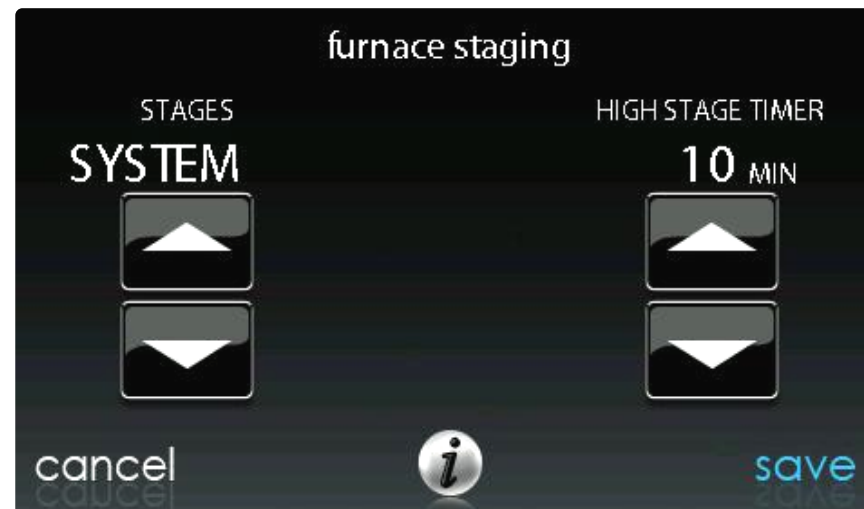 furnace staging
STAGES
HIGH STAGE TIMER
SYSTEM
10 MIN
cancel
i
save